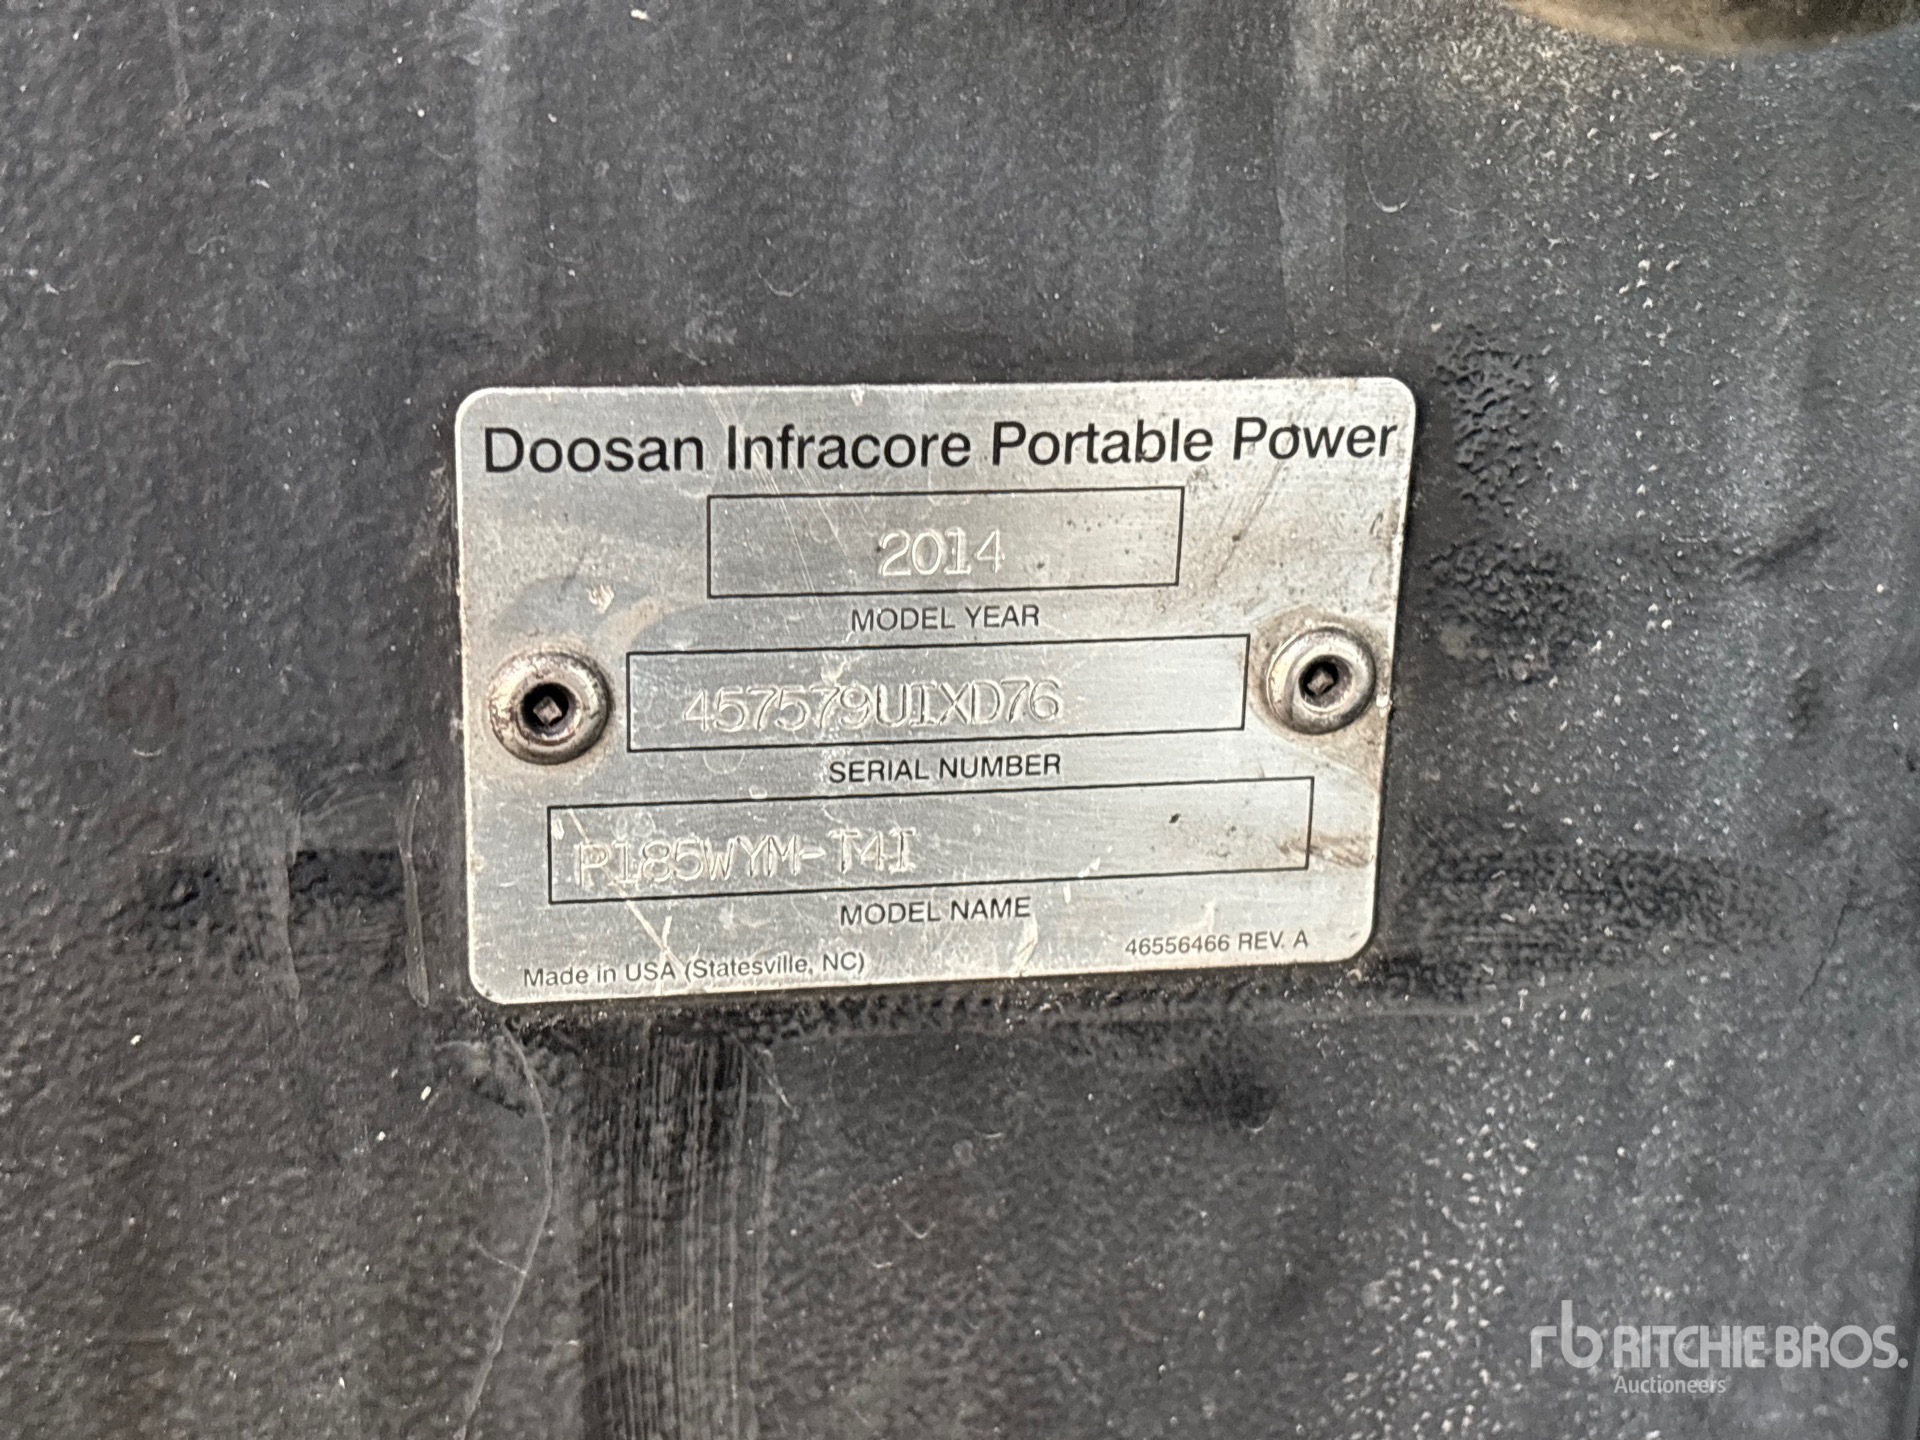 Doosan Infracore Portable Power
2014
MODEL YEAR
457579UIXD76
SERIAL NUMBER
P185WYM-T4I
MODEL NAME
Made in USA (Statesville, NC)
46556466 REV. A
rb RITCHIE BROS.
Auctioneers